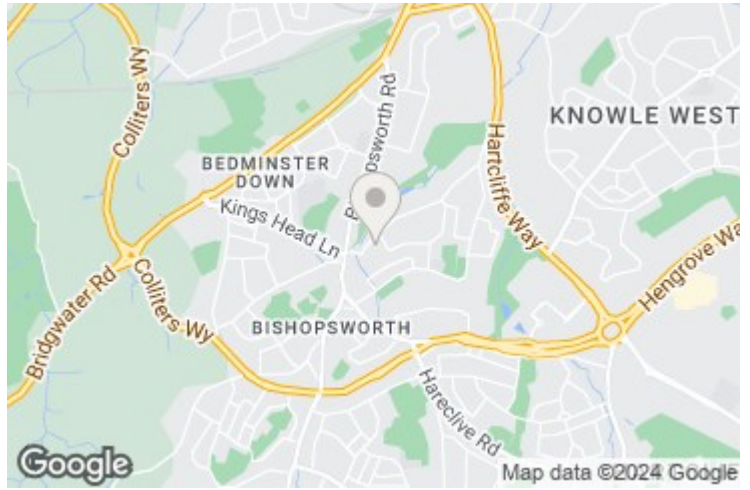 Colliters Wy
KNOWLE WEST
BEDMINSTER
DOWN
Hartcliffe Way
Kings Head Ln
Hengrove Wa
Bridgwater Rd
Colliters Wy
BISHOPSWORTH
Hareclive Rd
Google
Map data ©2024 Google